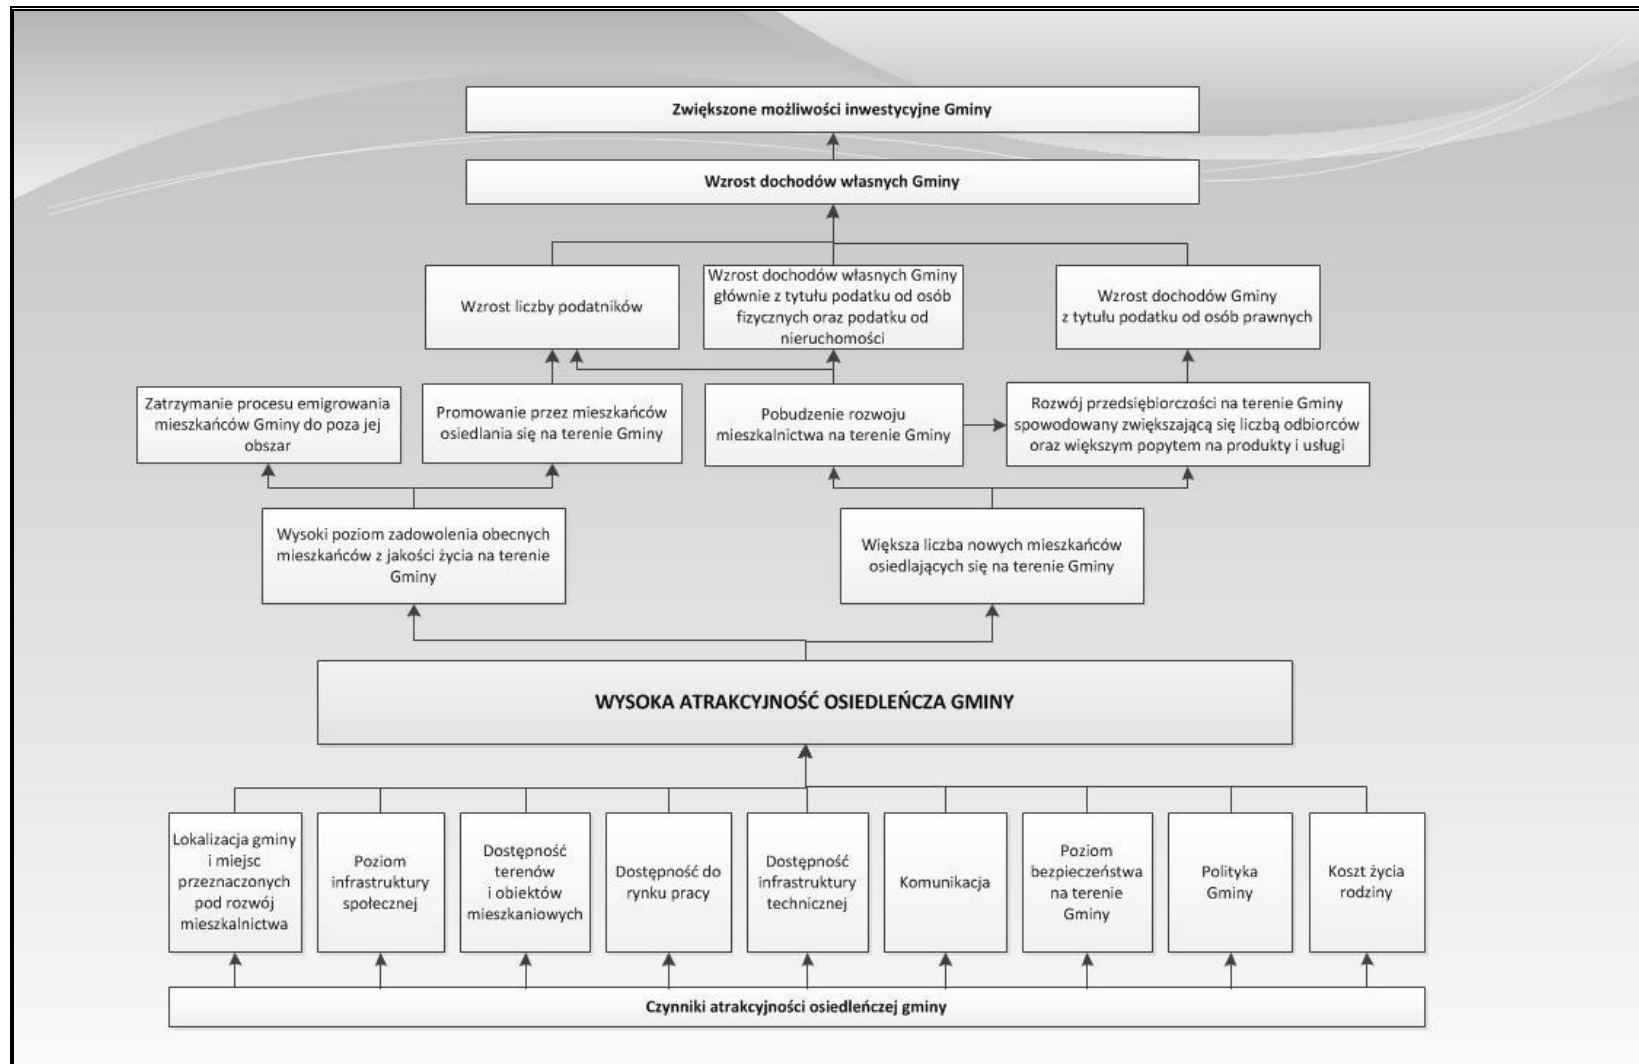 Zwiększone możliwości inwestycyjne Gminy
Wzrost dochodów własnych Gminy
Wzrost liczby podatników
Wzrost dochodów własnych Gminy
głównie z tytułu podatku od osób
fizycznych oraz podatku od
nieruchomości
Wzrost dochodów Gminy
z tytułu podatku od osób prawnych
Zatrzymanie procesu emigrowania
mieszkańców Gminy do poza jej
obszar
Promowanie przez mieszkańców
osiedlania się na terenie Gminy
Pobudzenie rozwoju
mieszkalnictwa na terenie Gminy
Rozwój przedsiębiorczości na terenie Gminy
spowodowany zwiększającą się liczbą odbiorców
oraz większym popytem na produkty i usługi
Wysoki poziom zadowolenia obecnych
mieszkańców z jakości życia na terenie
Gminy
Większa liczba nowych mieszkańców
osiedlających się na terenie Gminy
WYSOKA ATRAKCYJNOŚĆ OSIEDLEŃCZA GMINY
Lokalizacja gminy
i miejsc
przeznaczonych
pod rozwój
mieszkalnictwa
Poziom
infrastruktury
społecznej
Dostępność
terenów
i obiektów
mieszkaniowych
Dostępność do
rynku pracy
Dostępność
infrastruktury
technicznej
Komunikacja
Poziom
bezpieczeństwa
na terenie
Gminy
Polityka
Gminy
Koszt życia
rodziny
Czynniki atrakcyjności osiedleńczej gminy